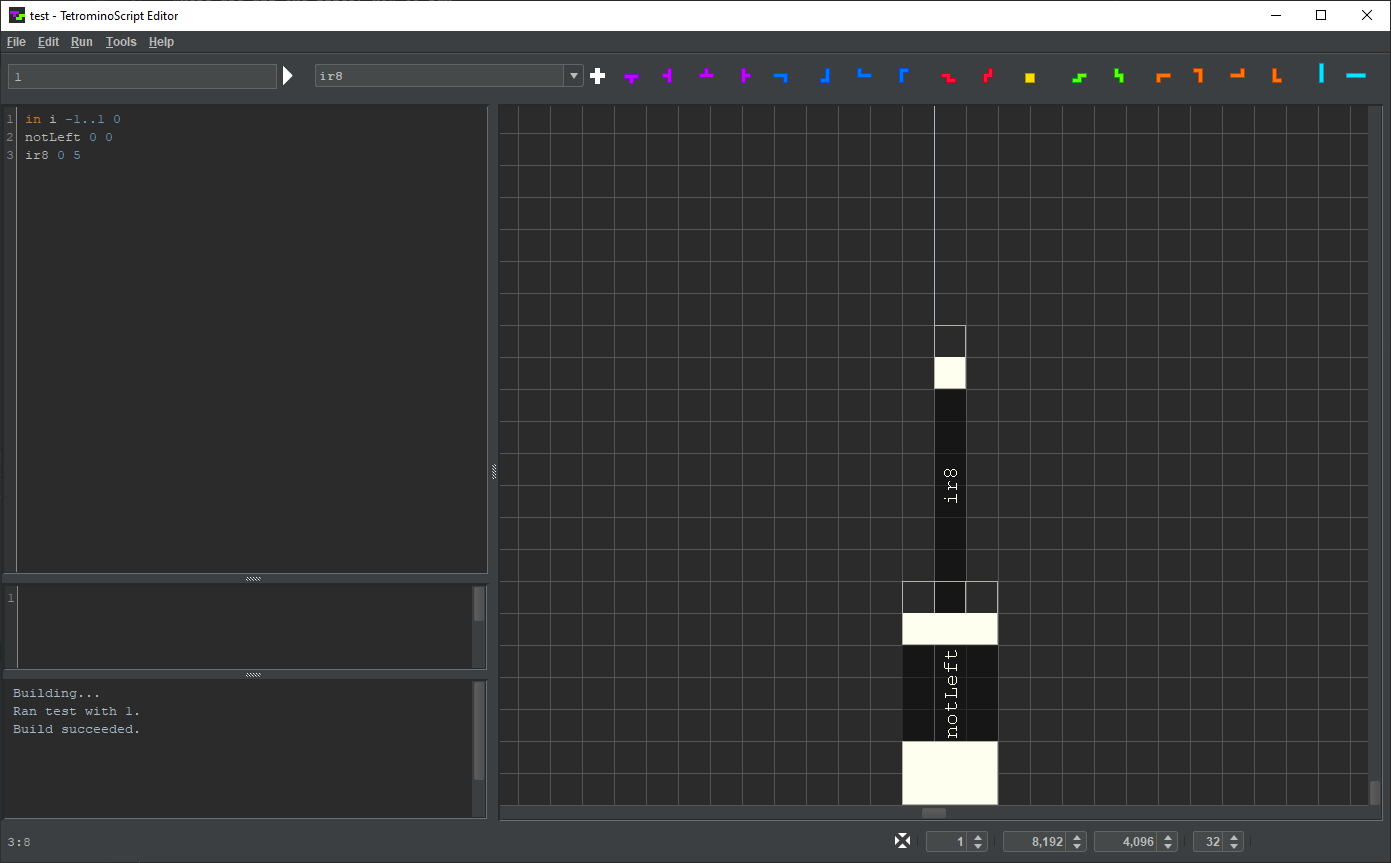 test - TetrominoScript Editor
File Edit Run Tools Help
1
ir8
1 in i -1..1 0
2 notLeft 0 0
3 ir8 0 5
ir8
notLeft
1
Building...
Ran test with 1.
Build succeeded.
3:8
1
8,192
4,096
32